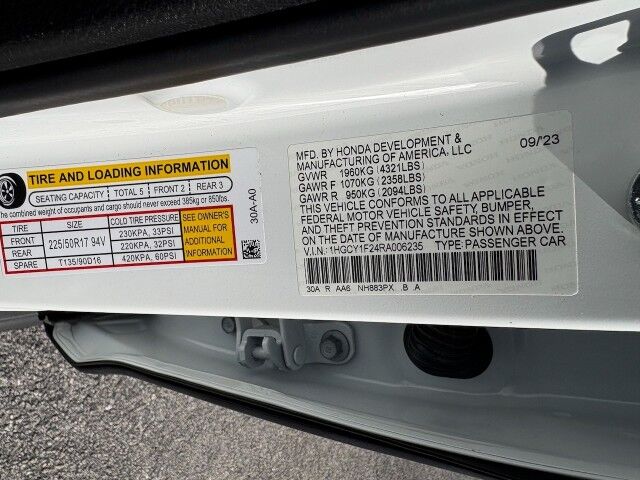 TIRE AND LOADING INFORMATION
SEATING CAPACITY TOTAL 5 FRONT 2 REAR 3
The combined weight of occupants and cargo should never exceed 385kg or 850lbs.
TIRE SIZE COLD TIRE PRESSURE
FRONT 225/50R17 94V 230KPA, 33PSI
REAR 220KPA, 32PSI
SPARE T135/90D16 420KPA, 60PSI
SEE OWNER'S
MANUAL FOR
ADDITIONAL
INFORMATION
30A-A0
MFD. BY HONDA DEVELOPMENT & 09/23
MANUFACTURING OF AMERICA, LLC
GVWR 1960KG (4321LBS)
GAWR F 1070KG (2358LBS)
GAWR R 950KG (2094LBS)
THIS VEHICLE CONFORMS TO ALL APPLICABLE
FEDERAL MOTOR VEHICLE SAFETY, BUMPER,
AND THEFT PREVENTION STANDARDS IN EFFECT
ON THE DATE OF MANUFACTURE SHOWN ABOVE.
V.I.N.: 1HGCY1F24RA006235 TYPE: PASSENGER CAR
30A R AA6 NH883PX B A